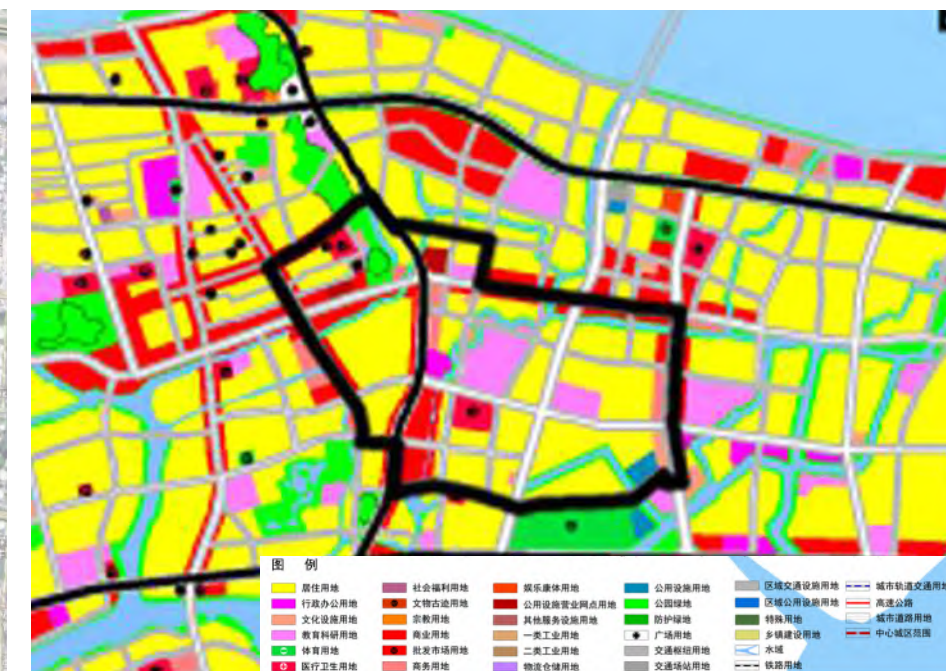 图 例
居住用地 社会福利用地 娱乐康体用地 公用设施用地 区域交通设施用地 城市轨道交通用地
行政办公用地 文物古迹用地 公用设施营业网点用地 公园绿地 区域公用设施用地 高速公路
文化设施用地 宗教用地 其他服务设施用地 防护绿地 特殊用地 城市道路用地
教育科研用地 商业用地 一类工业用地 广场用地 乡镇建设用地 中心城区范围
体育用地 批发市场用地 二类工业用地 交通枢纽用地 水域
医疗卫生用地 商务用地 物流仓储用地 交通场站用地 铁路用地